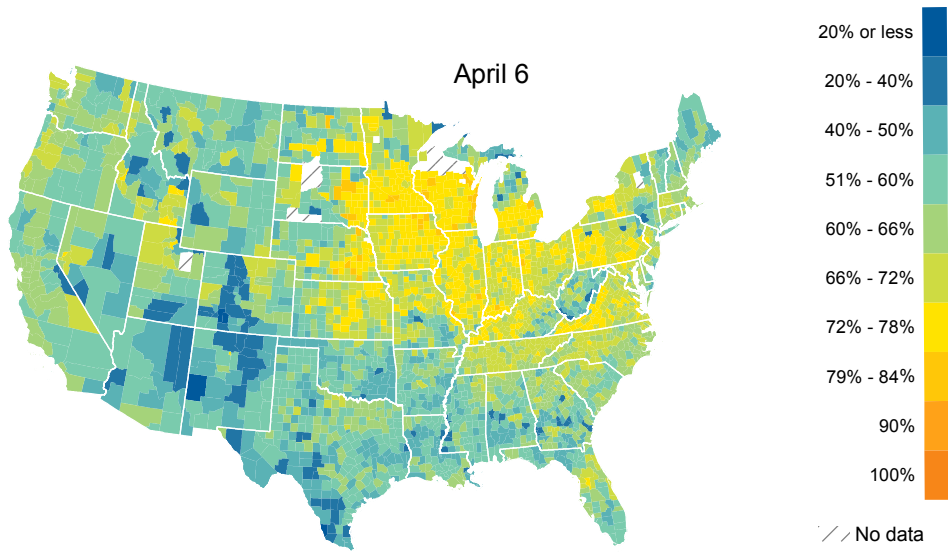 April 6
20% or less
20% - 40%
40% - 50%
51% - 60%
60% - 66%
66% - 72%
72% - 78%
79% - 84%
90%
100%
No data